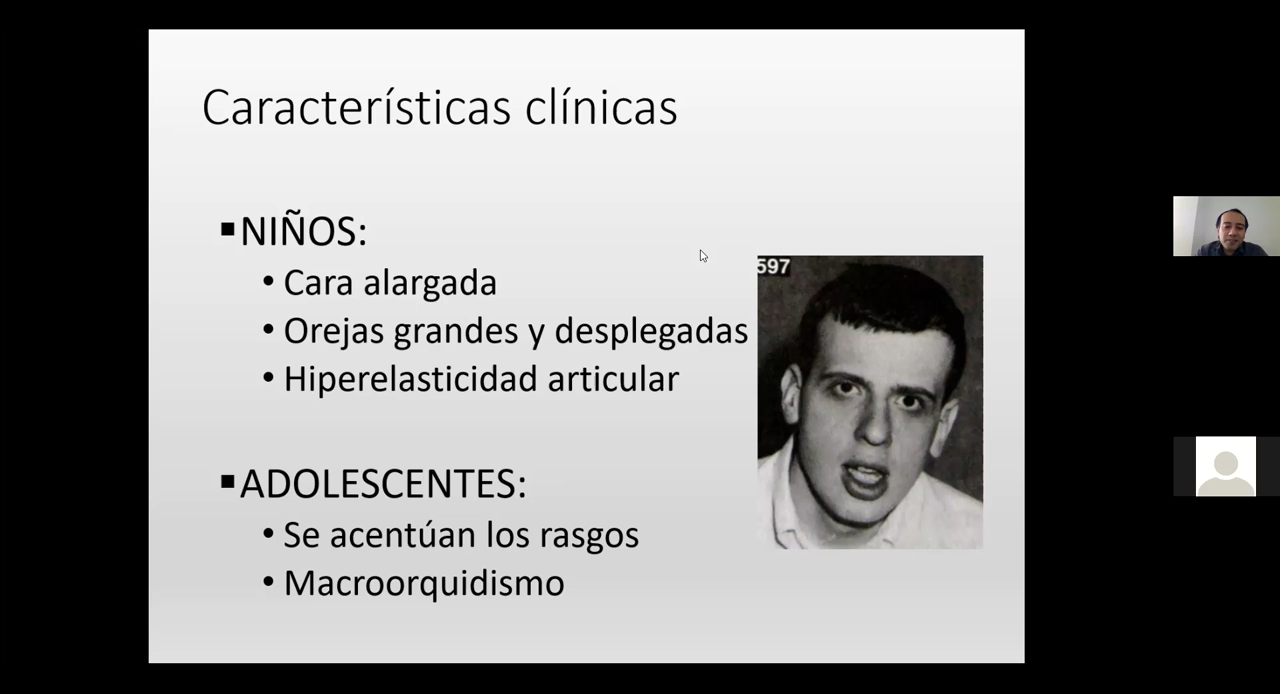 Características clínicas
▪NIÑOS:
• Cara alargada
• Orejas grandes y desplegadas
• Hiperelasticidad articular
597
▪ADOLESCENTES:
• Se acentúan los rasgos
• Macroorquidismo